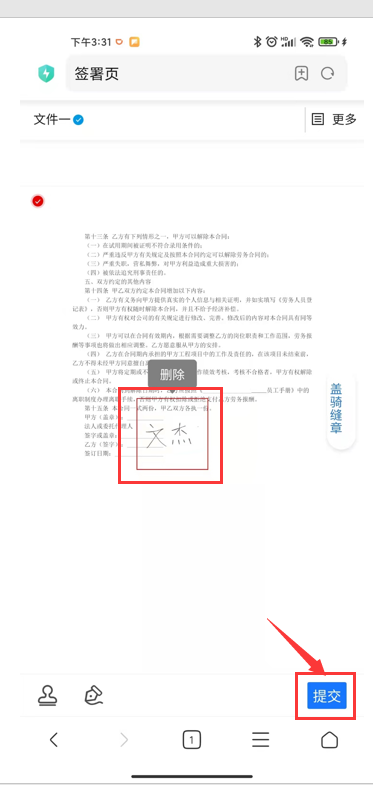 下午3:31
HD
85
签署页
文件一
更多
第十三条 乙方有下列情形之一，甲方可以解除本合同：
（一）在试用期间被证明不符合录用条件的；
（二）严重违反甲方有关规定及按照本合同约定可以解除劳务合同的；
（三）严重失职，营私舞弊，对甲方利益造成重大损害的；
（四）被依法追究刑事责任的。
五、双方约定的其他内容
第十四条 甲乙双方约定本合同增加以下内容：
（一） 乙方有义务向甲方提供真实的个人信息与相关证明，并如实填写《劳务人员登
记表》，否则甲方有权随时解除本合同，并且不给予经济补偿。
（二） 甲方有权对公司的有关规定进行修改、完善，修改后的内容对本合同具有同等
效力。
（三） 甲方可以在合同有效期内，根据需要调整乙方的岗位职责和工作范围，劳务报
酬等事项也将做出相应调整，乙方愿意服从甲方的安排。
（四） 乙方在合同期内承担的甲方工程项目中的工作及责任的，在该项目未结束前，
乙方不得未经甲方同意擅自
（五） 甲方将定期或不
作绩效考核，考核不合格者，甲方有权解除
或终止本合同。
删除
（六）
员工手册》中的
离职制度办理离职手续，否则甲方有权扣除或拒绝支付乙方劳务报酬。
第十五条 本合同一式两份，甲乙双方各执一份。
甲方（盖章）：
法人或委托代理人
签字或盖章：
乙方（签字）：
签订日期：
文杰
盖骑缝章
提交
1